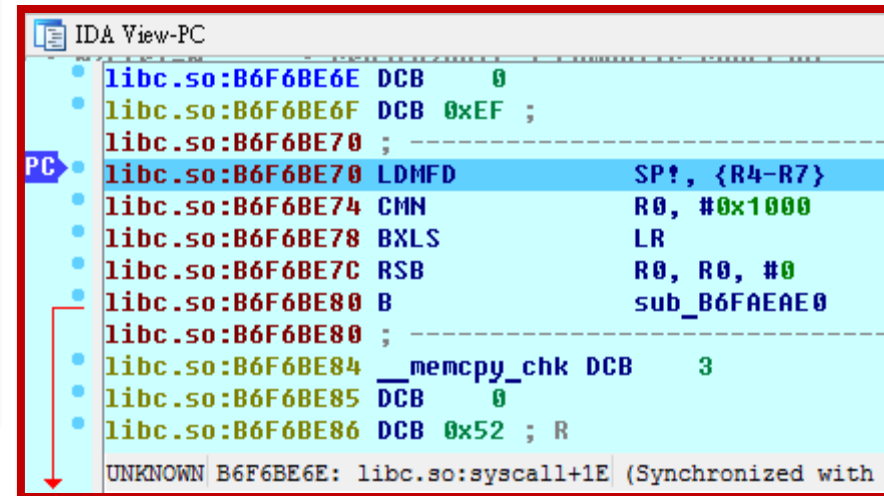 IDA View-PC
libc.so:B6F6BE6E DCB 0
libc.so:B6F6BE6F DCB 0xEF ;
libc.so:B6F6BE70 ; ---------------------------
PC libc.so:B6F6BE70 LDMFD SP!, {R4-R7}
libc.so:B6F6BE74 CMN R0, #0x1000
libc.so:B6F6BE78 BXLS LR
libc.so:B6F6BE7C RSB R0, R0, #0
libc.so:B6F6BE80 B sub_B6FAEAE0
libc.so:B6F6BE80 ; ---------------------------
libc.so:B6F6BE84 __memcpy_chk DCB 3
libc.so:B6F6BE85 DCB 0
libc.so:B6F6BE86 DCB 0x52 ; R
UNKNOWN B6F6BE6E: libc.so:syscall+1E (Synchronized with